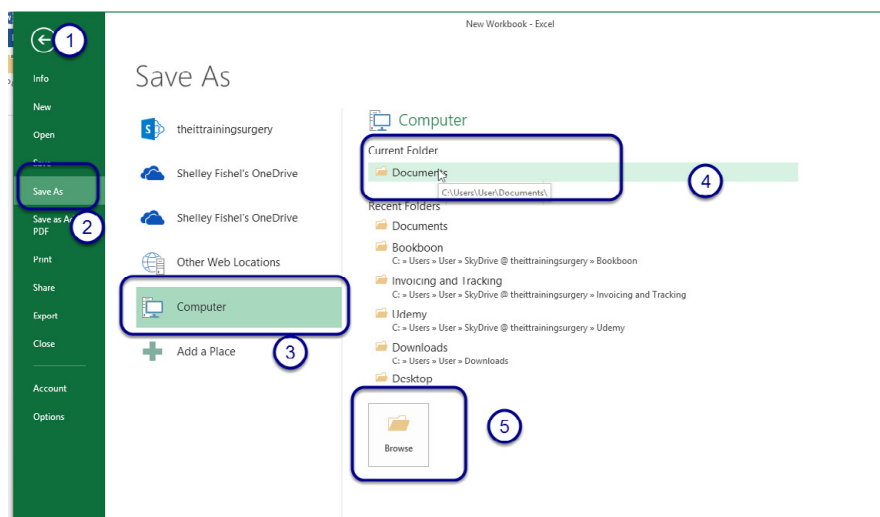 New Workbook - Excel
1
Info
New
Open
Save
Save As
2
Save as
PDF
Print
Share
Export
Close
Account
Options
Save As
theittrainingsurgery
Shelley Fishel's OneDrive
Shelley Fishel's OneDrive
Other Web Locations
Computer
Add a Place
3
Computer
Current Folder
Documents
C:\Users\User\Documents\
4
Recent Folders
Documents
Bookboon
C: » Users » User » SkyDrive @ theittrainingsurgery » Bookboon
Invoicing and Tracking
C: » Users » User » SkyDrive @ theittrainingsurgery » Invoicing and Tracking
Udemy
C: » Users » User » SkyDrive @ theittrainingsurgery » Udemy
Downloads
C: » Users » User » Downloads
Desktop
Browse
5